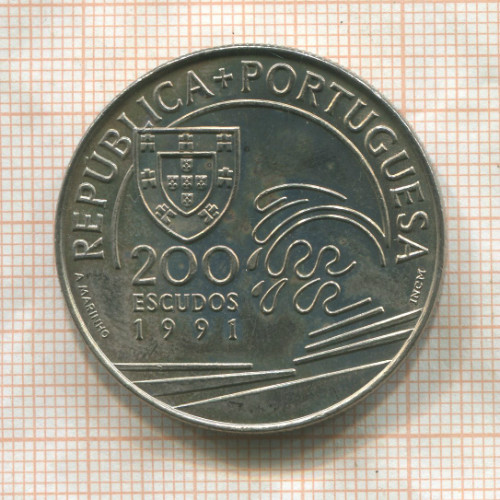 REPUBLICA + PORTUGUESA
200
ESCUDOS
1991
A. MARINHO
INCM